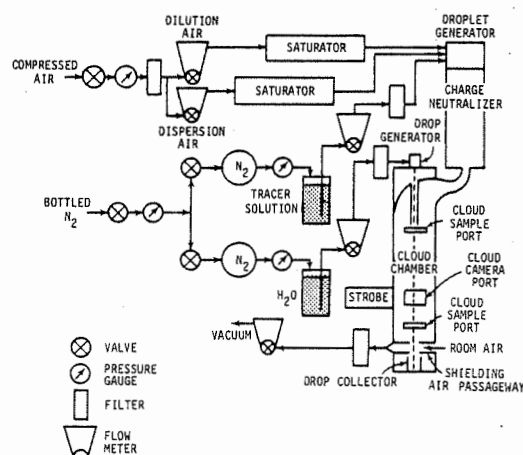 DILUTION
AIR
DROPLET
GENERATOR
SATURATOR
COMPRESSED
AIR
SATURATOR
CHARGE
NEUTRALIZER
DISPERSION
AIR
DROP
GENERATOR
N2
TRACER
SOLUTION
BOTTLED
N2
CLOUD
SAMPLE
PORT
CLOUD
CHAMBER
CLOUD
CAMERA
PORT
N2
H2O
STROBE
CLOUD
SAMPLE
PORT
VACUUM
ROOM AIR
VALVE
PRESSURE
GAUGE
DROP COLLECTOR
SHIELDING
AIR PASSAGEWAY
FILTER
FLOW
METER